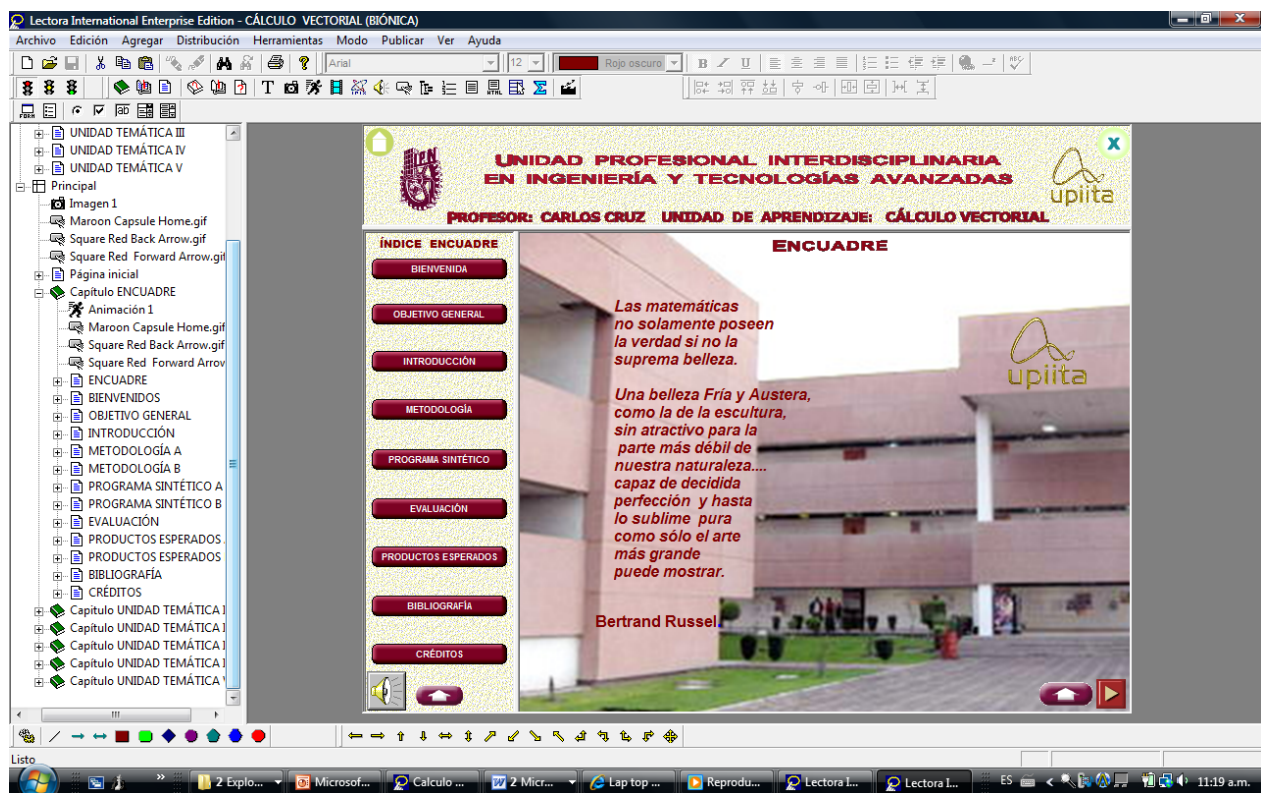 Lectora International Enterprise Edition - CÁLCULO VECTORIAL (BIÓNICA)
Archivo Edición Agregar Distribución Herramientas Modo Publicar Ver Ayuda
Arial 12 Rojo oscuro B I U
UNIDAD TEMÁTICA III
UNIDAD TEMÁTICA IV
UNIDAD TEMÁTICA V
Principal
Imagen 1
Maroon Capsule Home.gif
Square Red Back Arrow.gif
Square Red Forward Arrow.gif
Página inicial
Capítulo ENCUADRE
Animación 1
Maroon Capsule Home.gif
Square Red Back Arrow.gif
Square Red Forward Arrov
ENCUADRE
BIENVENIDOS
OBJETIVO GENERAL
INTRODUCCIÓN
METODOLOGÍA A
METODOLOGÍA B
PROGRAMA SINTÉTICO A
PROGRAMA SINTÉTICO B
EVALUACIÓN
PRODUCTOS ESPERADOS
PRODUCTOS ESPERADOS
BIBLIOGRAFÍA
CRÉDITOS
Capitulo UNIDAD TEMÁTICA I
Capítulo UNIDAD TEMÁTICA I
Capítulo UNIDAD TEMÁTICA I
Capítulo UNIDAD TEMÁTICA I
Capítulo UNIDAD TEMÁTICA V
IPN
UNIDAD PROFESIONAL INTERDISCIPLINARIA
EN INGENIERÍA Y TECNOLOGÍAS AVANZADAS
PROFESOR: CARLOS CRUZ UNIDAD DE APRENDIZAJE: CÁLCULO VECTORIAL
x
upiita
ÍNDICE ENCUADRE
BIENVENIDA
OBJETIVO GENERAL
INTRODUCCIÓN
METODOLOGÍA
PROGRAMA SINTÉTICO
EVALUACIÓN
PRODUCTOS ESPERADOS
BIBLIOGRAFÍA
CRÉDITOS
ENCUADRE
Las matemáticas
no solamente poseen
la verdad si no la
suprema belleza.
Una belleza Fría y Austera,
como la de la escultura,
sin atractivo para la
parte más débil de
nuestra naturaleza....
capaz de decidida
perfección y hasta
lo sublime pura
como sólo el arte
más grande
puede mostrar.
Bertrand Russel.
upiita
Listo
2 Explo... Microsof... Calculo ... 2 Micr... Lap top ... Reprodu... Lectora I... Lectora I... ES 11:19 a.m.